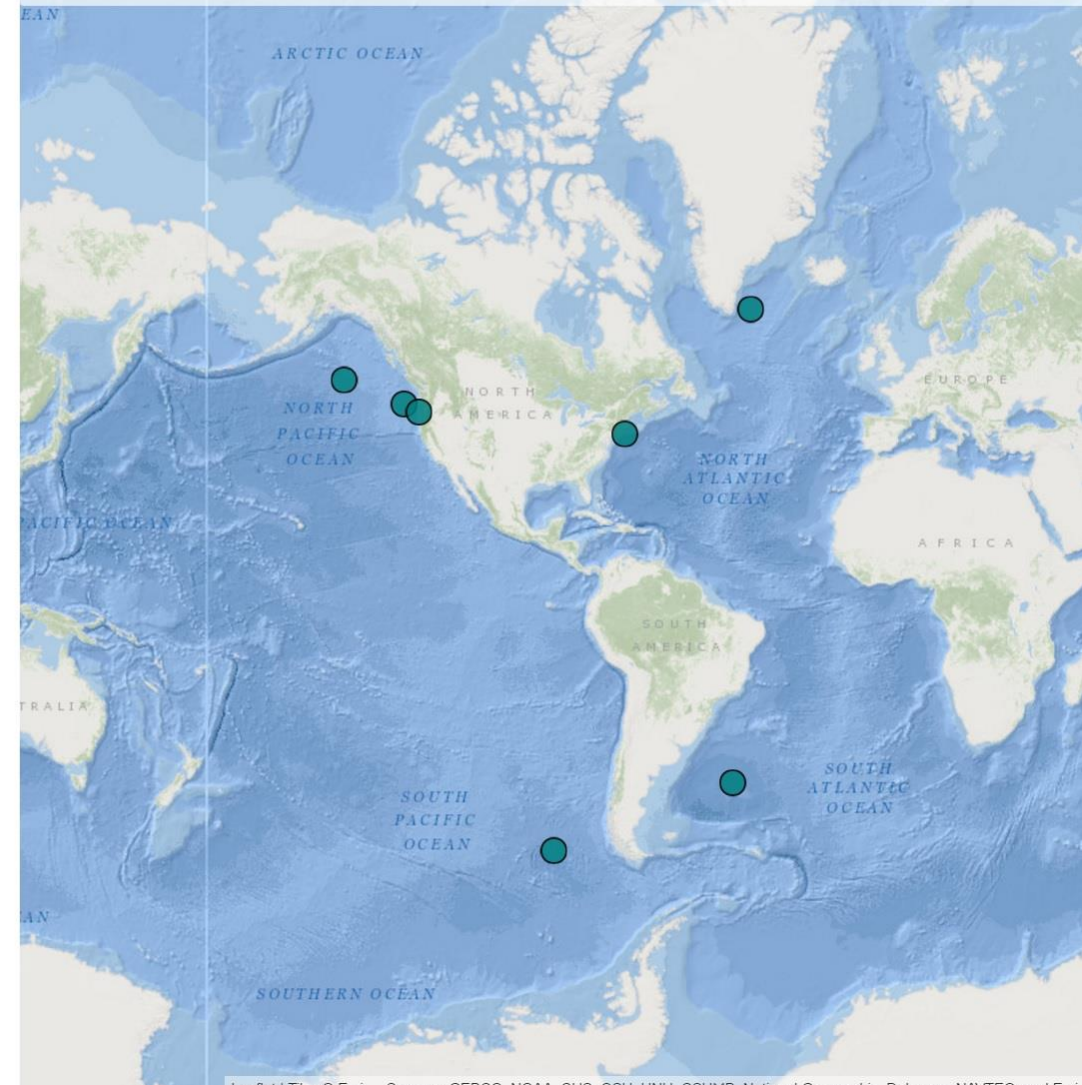 EAN
ARCTIC OCEAN
EUROPE
NORTH
AMERICA
NORTH
PACIFIC
OCEAN
NORTH
ATLANTIC
OCEAN
PACIFIC OCEAN
AFRICA
SOUTH
AMERICA
TRALIA
SOUTH
ATLANTIC
OCEAN
SOUTH
PACIFIC
OCEAN
EAN
SOUTHERN OCEAN